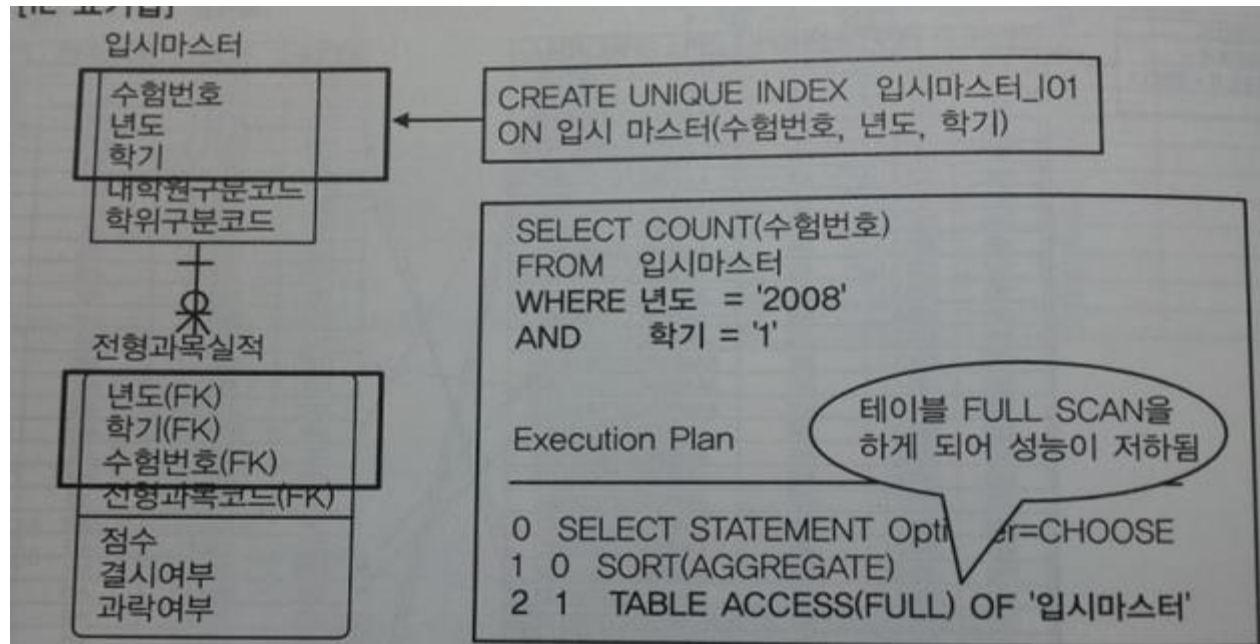 입시마스터
수험번호
년도
학기
대학원구분코드
학위구분코드
전형과목실적
년도(FK)
학기(FK)
수험번호(FK)
전형과목코드(FK)
점수
결시여부
과락여부
CREATE UNIQUE INDEX 입시마스터_I01
ON 입시 마스터(수험번호, 년도, 학기)
SELECT COUNT(수험번호)
FROM 입시마스터
WHERE 년도 = '2008'
AND 학기 = '1'
테이블 FULL SCAN을
하게 되어 성능이 저하됨
Execution Plan
0 SELECT STATEMENT
1 0 SORT(AGGREGATE)
2 1 TABLE ACCESS(FULL) OF '입시마스터'